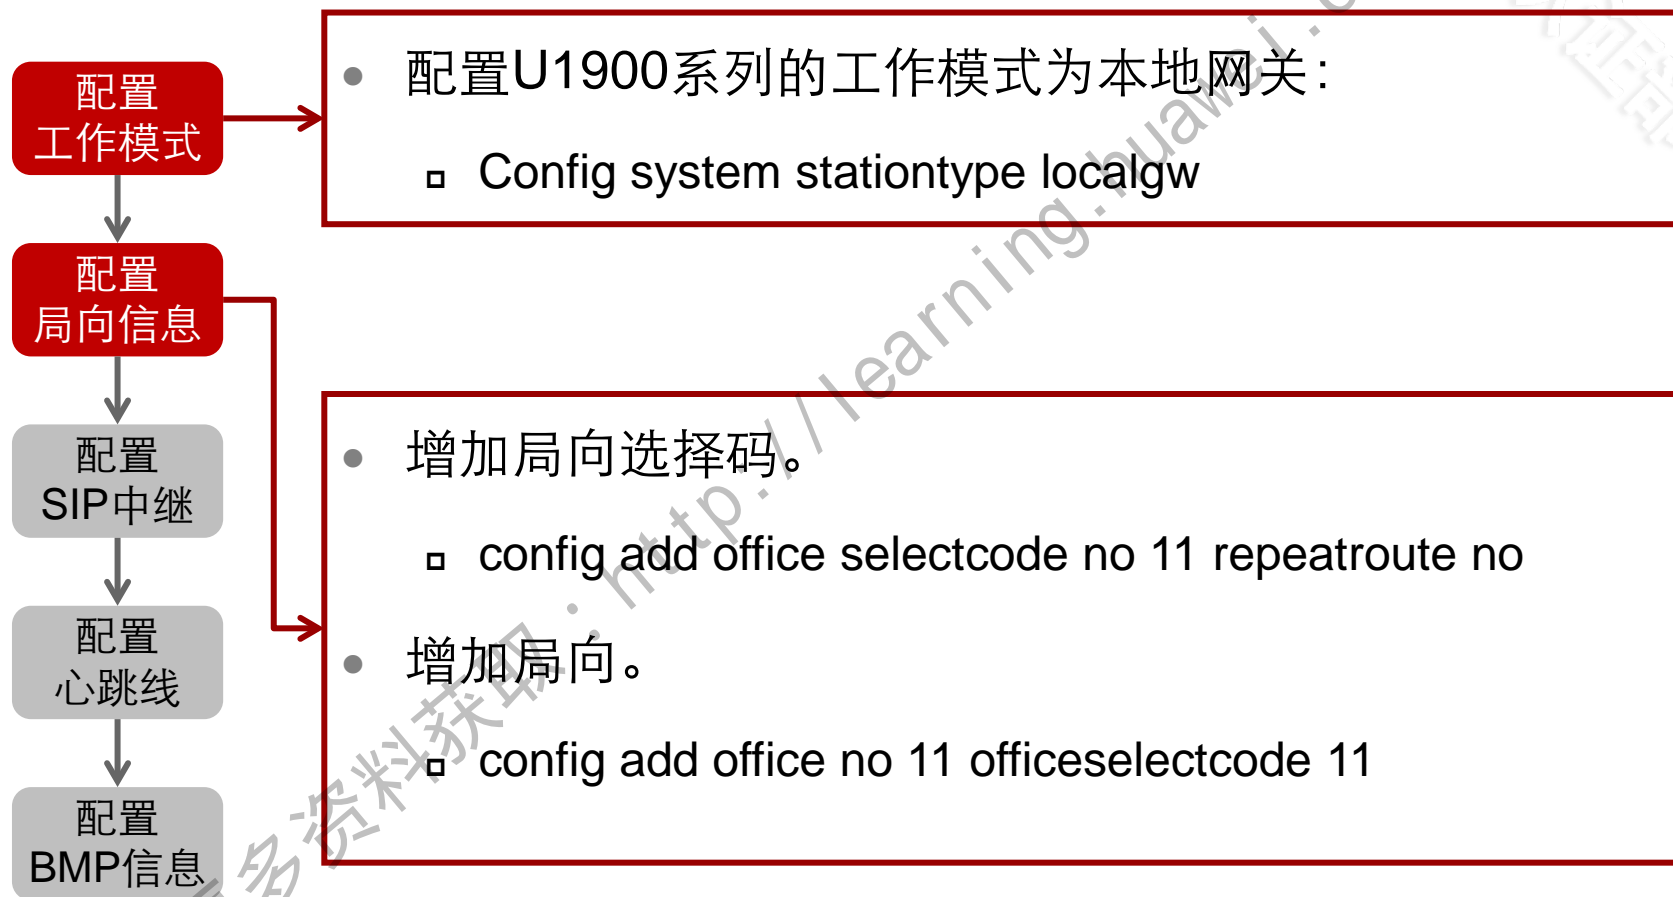 配置
工作模式
配置U1900系列的工作模式为本地网关：
Config system stationtype localgw
配置
局向信息
配置
SIP中继
增加局向选择码。
config add office selectcode no 11 repeatroute no
配置
心跳线
增加局向。
config add office no 11 officeselectcode 11
配置
BMP信息
多资料获取：http://learning.huawei.